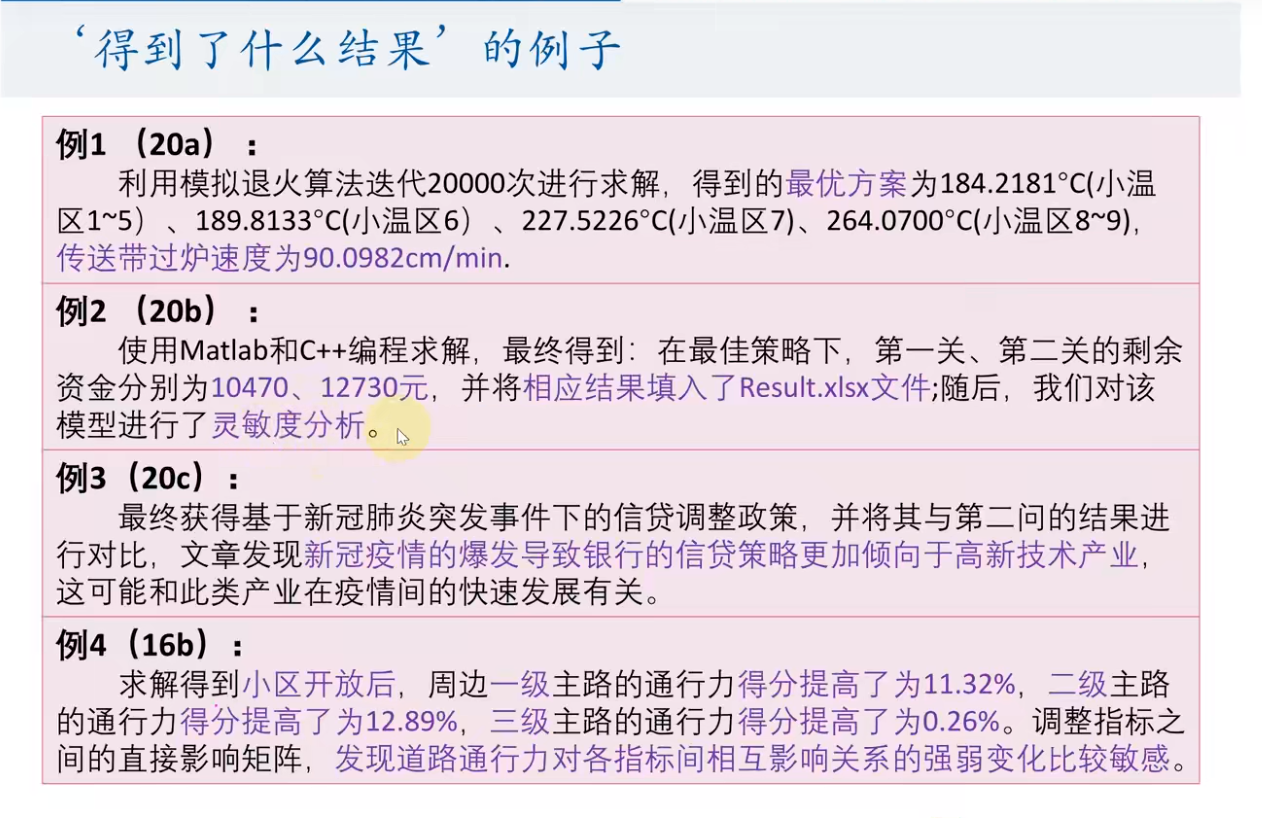 ‘得到了什么结果’的例子
例1 （20a）：
利用模拟退火算法迭代20000次进行求解，得到的最优方案为184.2181°C(小温
区1~5）、189.8133°C(小温区6）、227.5226°C(小温区7)、264.0700°C(小温区8~9)，
传送带过炉速度为90.0982cm/min.
例2 （20b）：
使用Matlab和C++编程求解，最终得到：在最佳策略下，第一关、第二关的剩余
资金分别为10470、12730元，并将相应结果填入了Result.xlsx文件;随后，我们对该
模型进行了灵敏度分析。
例3（20c）：
最终获得基于新冠肺炎突发事件下的信贷调整政策，并将其与第二问的结果进
行对比，文章发现新冠疫情的爆发导致银行的信贷策略更加倾向于高新技术产业，
这可能和此类产业在疫情间的快速发展有关。
例4（16b）：
求解得到小区开放后，周边一级主路的通行力得分提高了为11.32%，二级主路
的通行力得分提高了为12.89%，三级主路的通行力得分提高了为0.26%。调整指标之
间的直接影响矩阵，发现道路通行力对各指标间相互影响关系的强弱变化比较敏感。